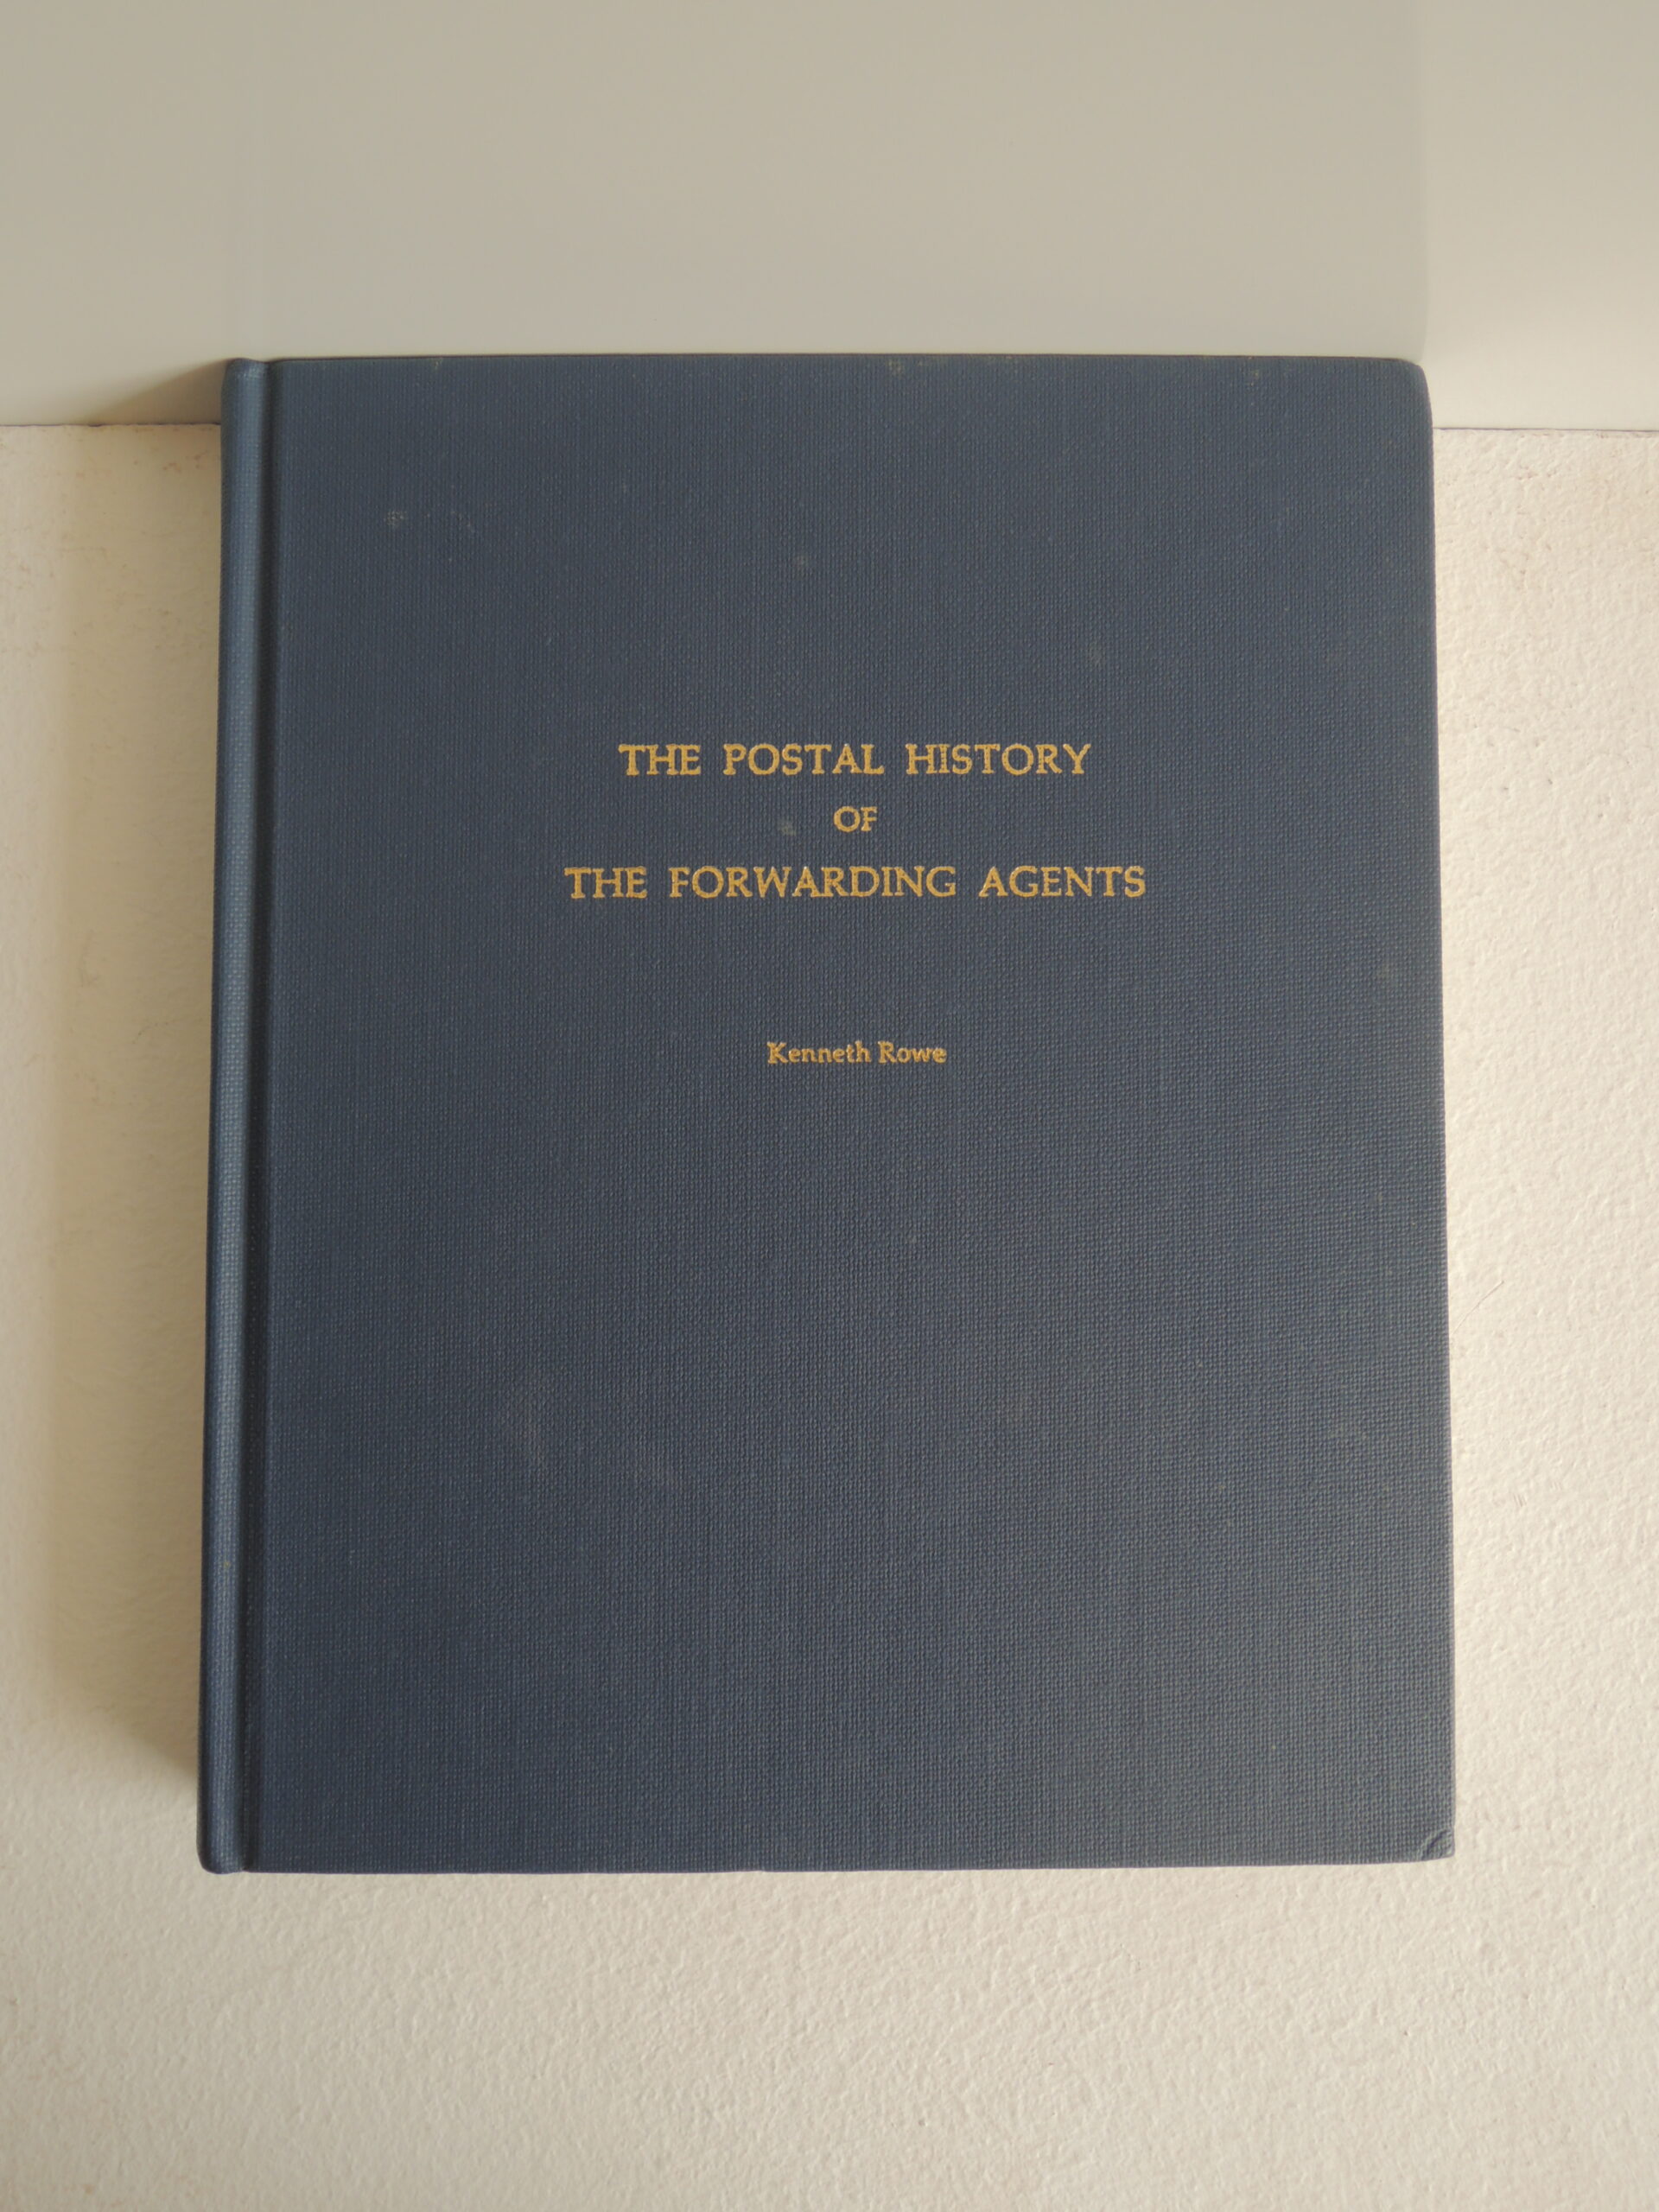 THE POSTAL HISTORY
OF
THE FORWARDING AGENTS
Kenneth Rowe